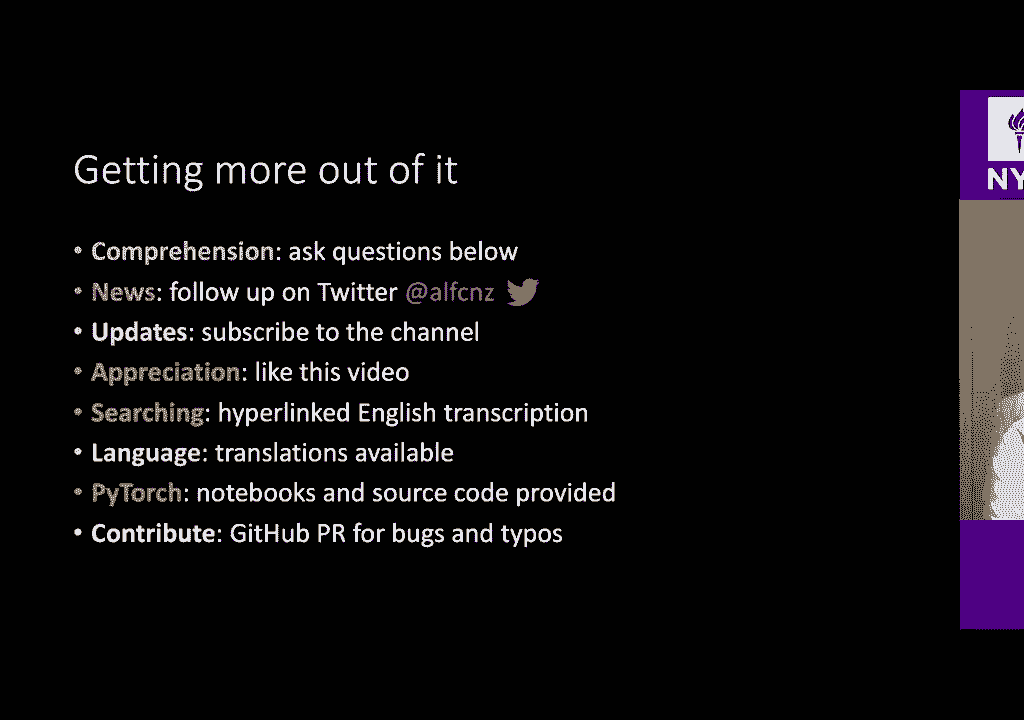 Getting more out of it
• Comprehension: ask questions below
• News: follow up on Twitter @alfcnz
• Updates: subscribe to the channel
• Appreciation: like this video
• Searching: hyperlinked English transcription
• Language: translations available
• PyTorch: notebooks and source code provided
• Contribute: GitHub PR for bugs and typos
NY